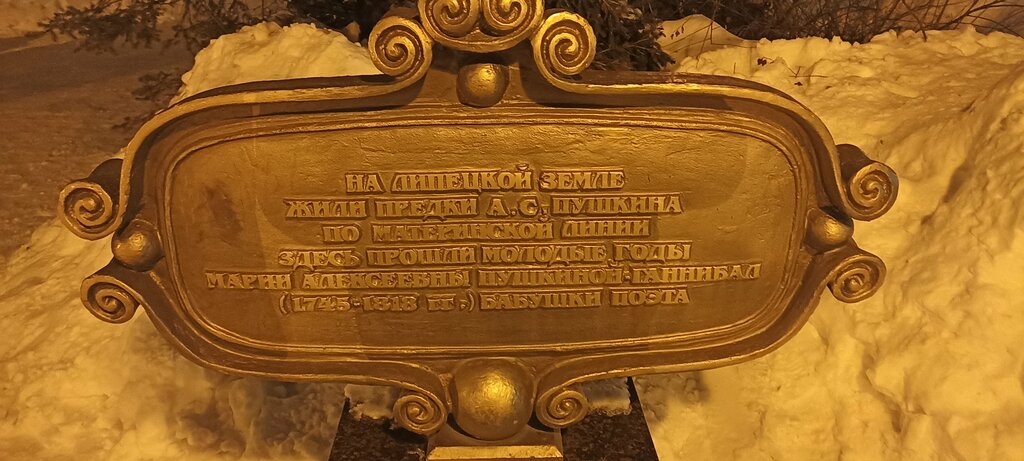 НА ЛИПЕЦКОЙ ЗЕМЛЕ
ЖИЛИ ПРЕДКИ А.С. ПУШКИНА
ПО МАТЕРИНСКОЙ ЛИНИИ
ЗДЕСЬ ПРОШЛИ МОЛОДЫЕ ГОДЫ
МАРИИ АЛЕКСЕЕВНЫ ПУШКИНОЙ-ГАННИБАЛ
(1745-1818 гг.) БАБУШКИ ПОЭТА